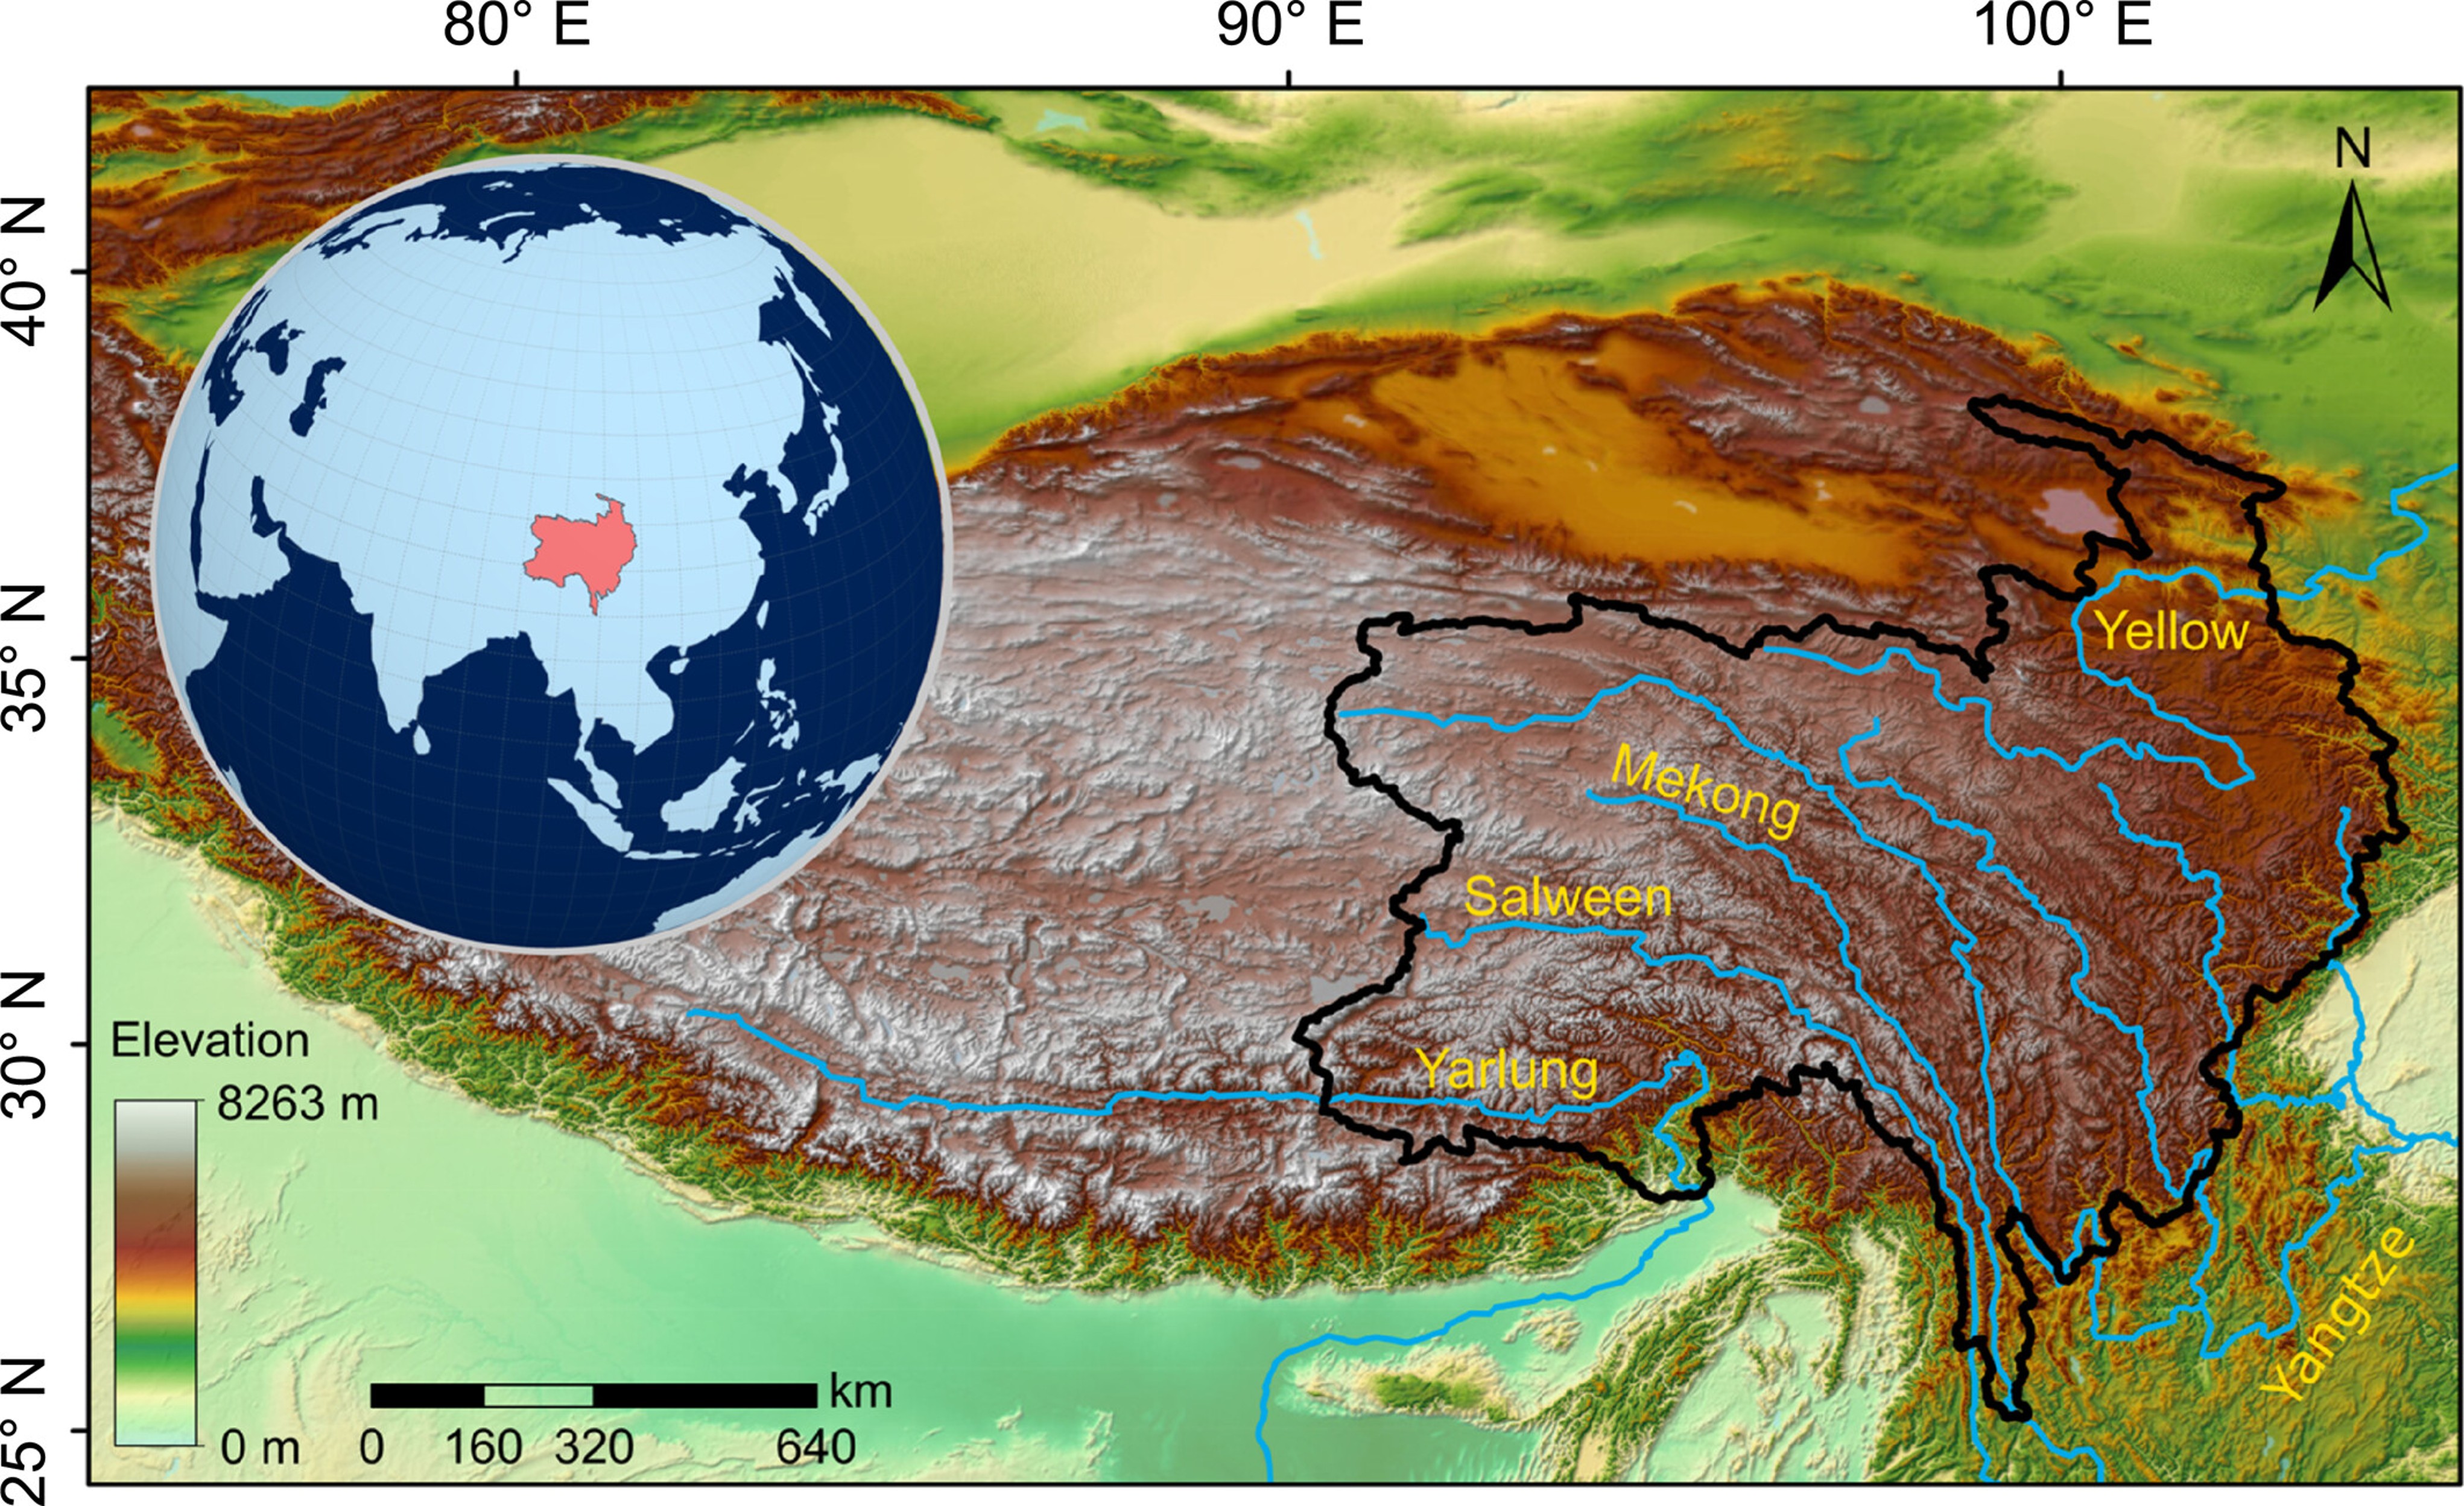 80° E
90° E
100° E
N
40° N
35° N
30° N
25° N
Yellow
Mekong
Salween
Yarlung
Yangtze
Elevation
8263 m
0 m
km
0 160 320 640